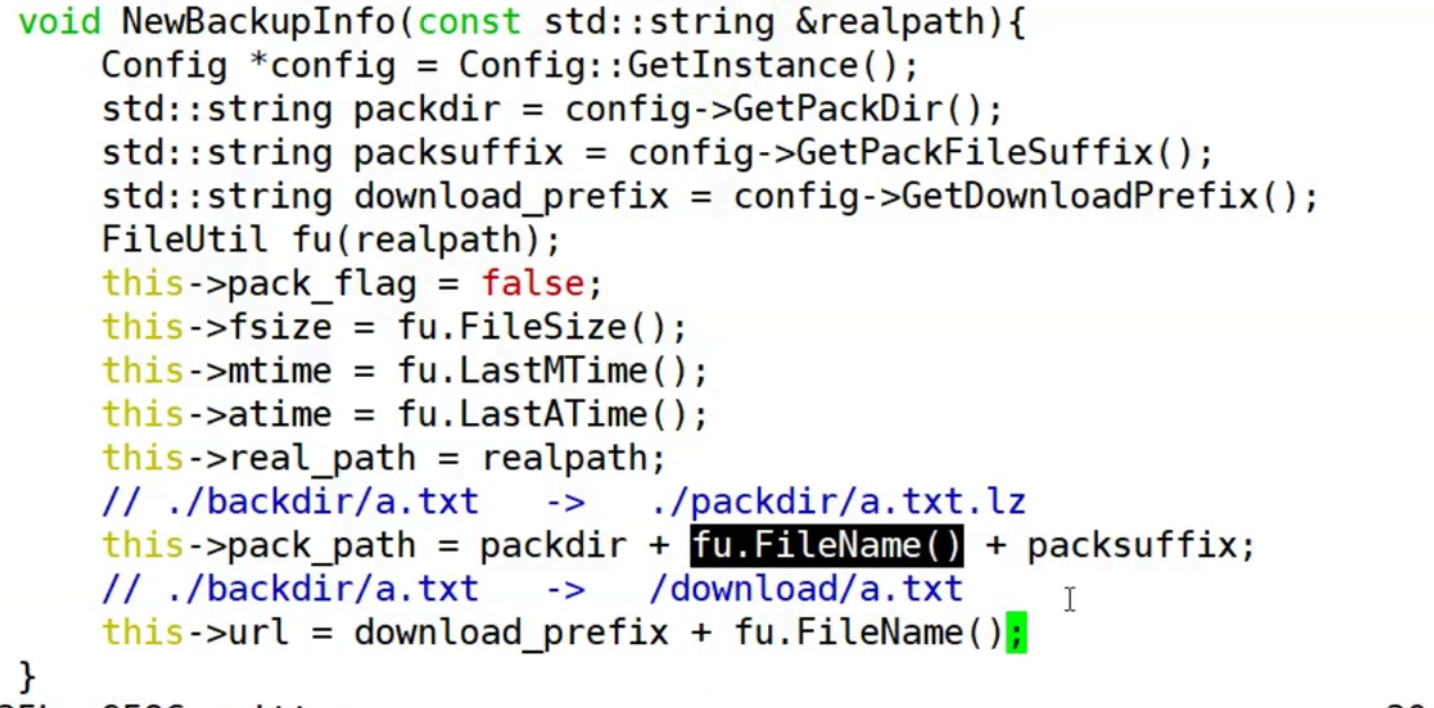 void NewBackupInfo(const std::string &realpath){
    Config *config = Config::GetInstance();
    std::string packdir = config->GetPackDir();
    std::string packsuffix = config->GetPackFileSuffix();
    std::string download_prefix = config->GetDownloadPrefix();
    FileUtil fu(realpath);
    this->pack_flag = false;
    this->fsize = fu.FileSize();
    this->mtime = fu.LastMTime();
    this->atime = fu.LastATime();
    this->real_path = realpath;
    // ./backdir/a.txt   ->   ./packdir/a.txt.lz
    this->pack_path = packdir + fu.FileName() + packsuffix;
    // ./backdir/a.txt   ->   /download/a.txt
    this->url = download_prefix + fu.FileName();
}